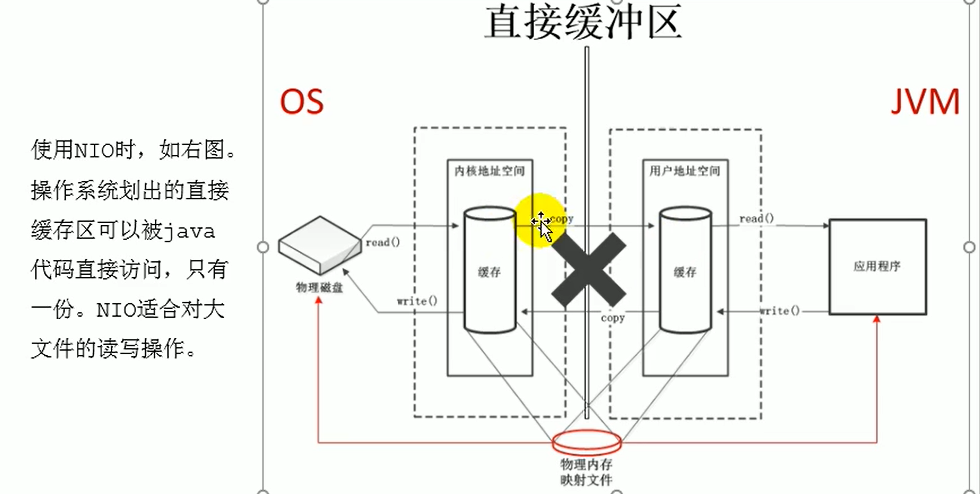 直接缓冲区
OS
JVM
使用NIO时，如右图。
操作系统划出的直接
缓存区可以被java
代码直接访问，只有
一份。NIO适合对大
文件的读写操作。
内核地址空间
用户地址空间
copy
read()
read()
缓存
缓存
应用程序
物理磁盘
write()
copy
write()
物理内存
映射文件